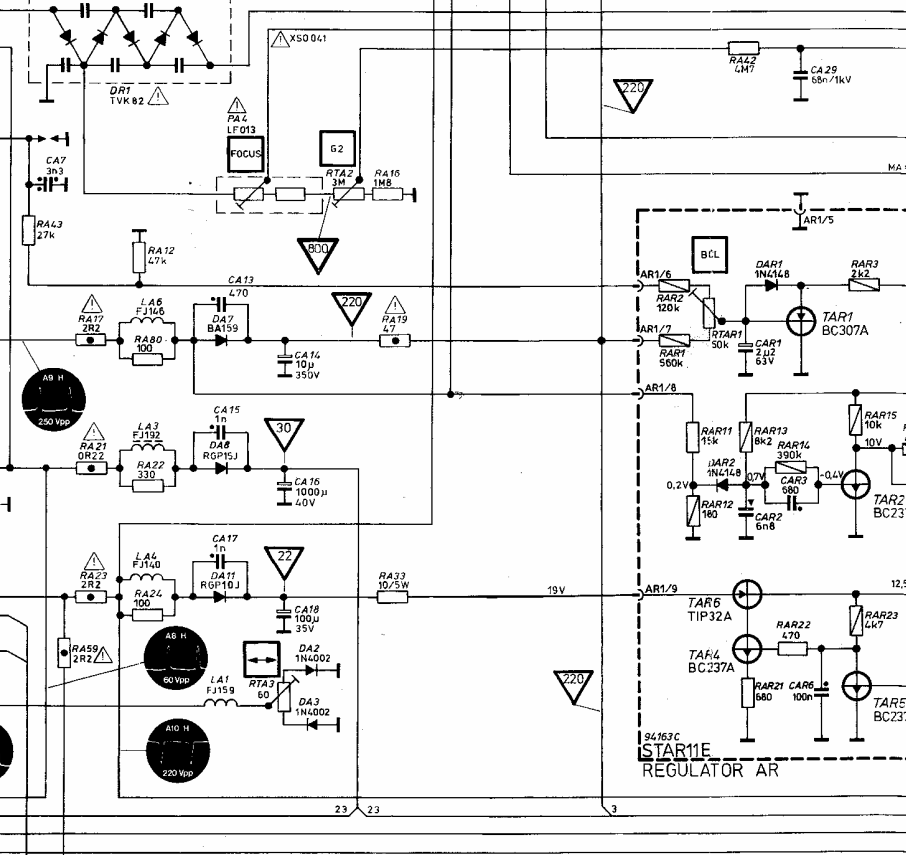 XS0041
DR1
TVK82
PA4
LF013
FOCUS
G2
RTA2
3M
RA16
1M8
RA42
4M7
CA29
68n/1kV
220
MA
CA7
3n3
RA43
27k
RA12
47k
800
AR1/5
BCL
AR1/6
RAR2
120k
DAR1
1N4148
RAR3
2k2
TAR1
BC307A
CA13
470
220
RA17
2R2
LA6
FJ146
DA7
BA159
RA19
47
RA80
100
CA14
10µ
350V
AR1/7
RAR1
560k
RTAR1
50k
CAR1
2µ2
63V
AR1/8
A9 H
250 Vpp
CA15
1n
30
RA21
0R22
LA3
FJ192
DA8
RGP15J
RA22
330
CA16
1000µ
40V
RAR11
15k
RAR13
8k2
RAR14
390k
RAR15
10k
10V
DAR2
1N4148
0,2V
0,7V
CAR3
680
-0,4V
RAR12
180
CAR2
6n8
TAR2
BC237
CA17
1n
22
RA23
2R2
LA4
FJ140
DA11
RGP10J
RA33
10/5W
RA24
100
CA18
100µ
35V
19V
AR1/9
12,5
TAR6
TIP32A
RAR22
470
RAR23
4k7
TAR4
BC237A
RA59
2R2
A8 H
60 Vpp
DA2
1N4002
RTA3
60
LA1
FJ159
DA3
1N4002
220
RAR21
680
CAR6
100n
TAR5
BC237
A10 H
220 Vpp
94163C
STAR11E
REGULATOR AR
23
23
3